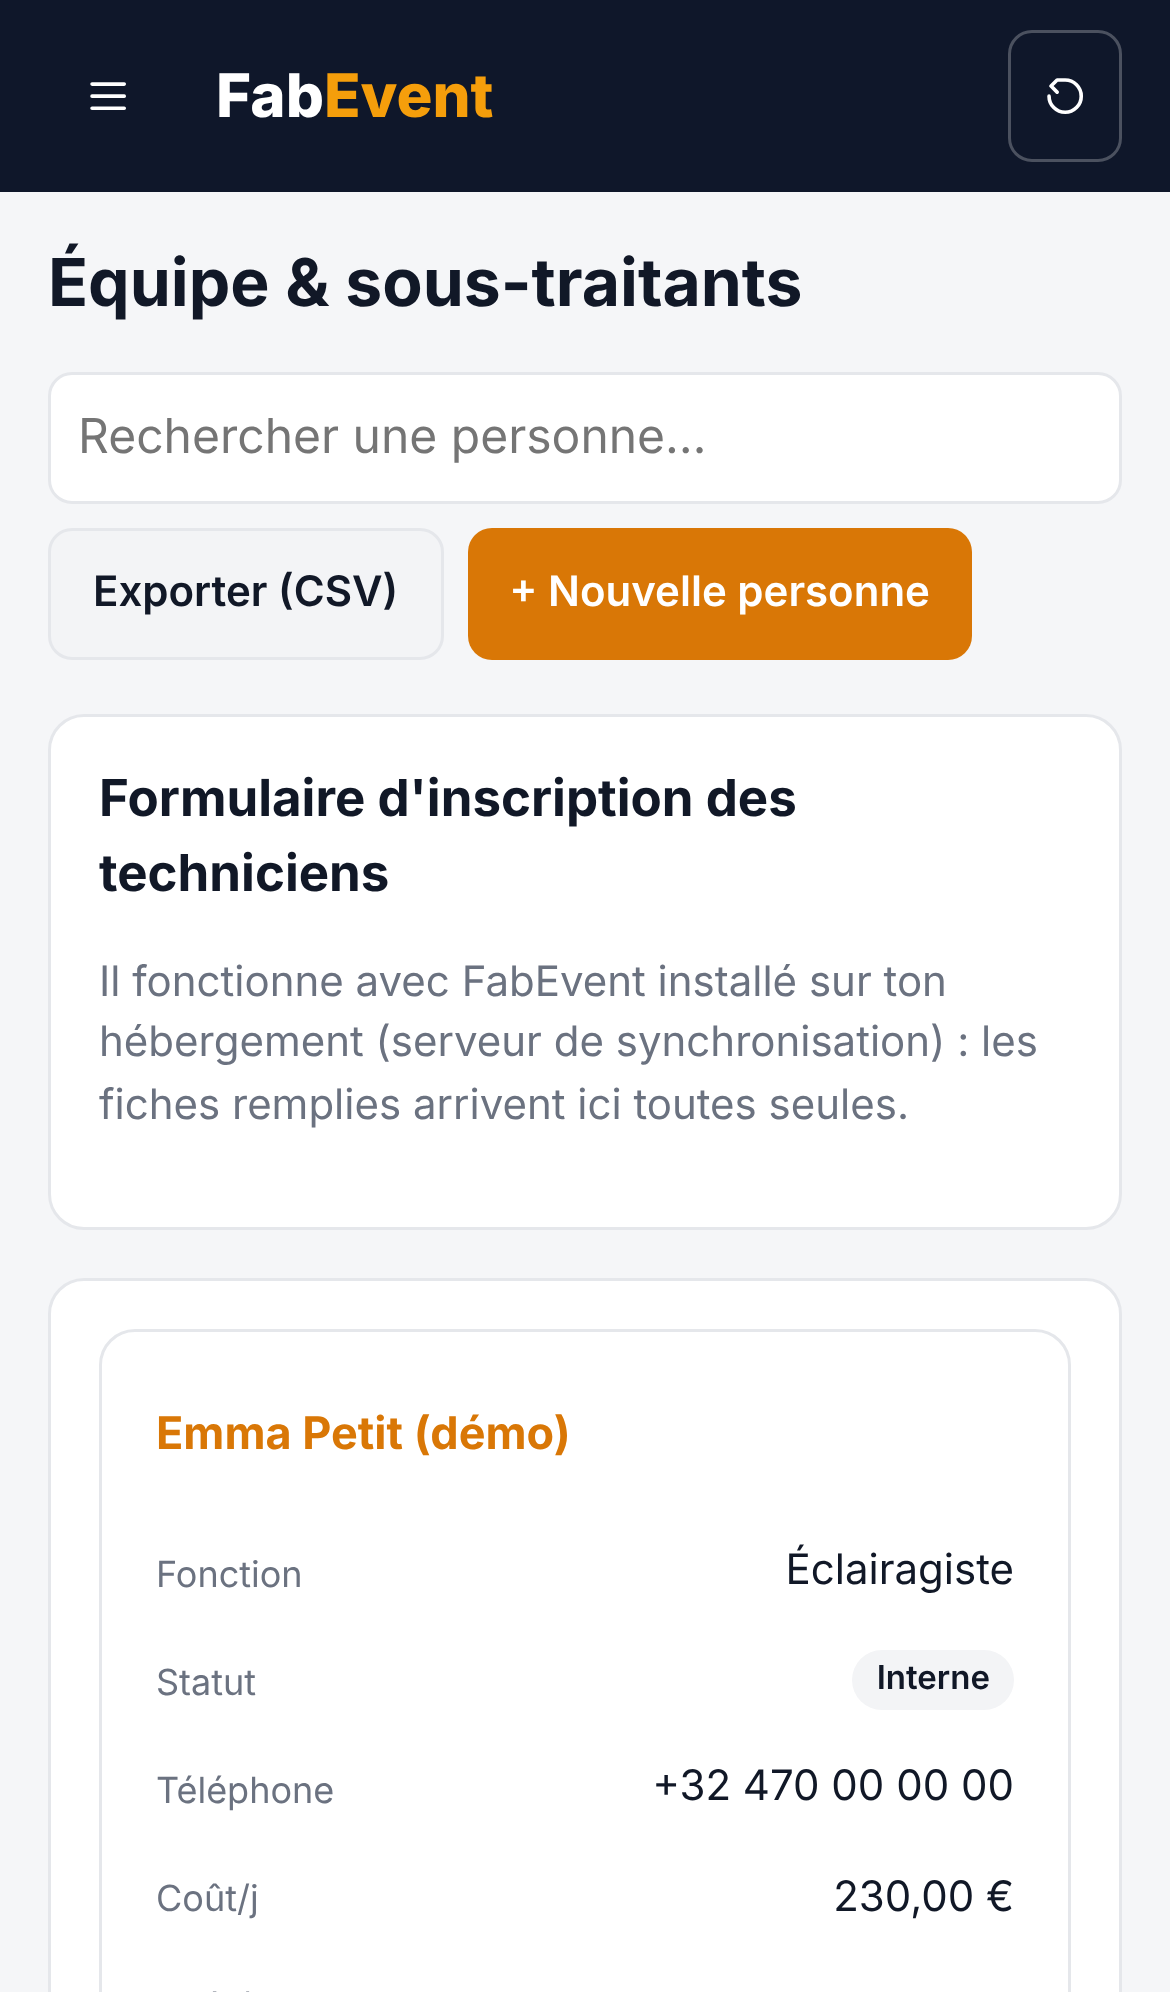 FabEvent
Équipe & sous-traitants
Rechercher une personne...
Exporter (CSV)
+ Nouvelle personne
Formulaire d'inscription des
techniciens
Il fonctionne avec FabEvent installé sur ton
hébergement (serveur de synchronisation) : les
fiches remplies arrivent ici toutes seules.
Emma Petit (démo)
Fonction
Éclairagiste
Statut
Interne
Téléphone
+32 470 00 00 00
Coût/j
230,00 €